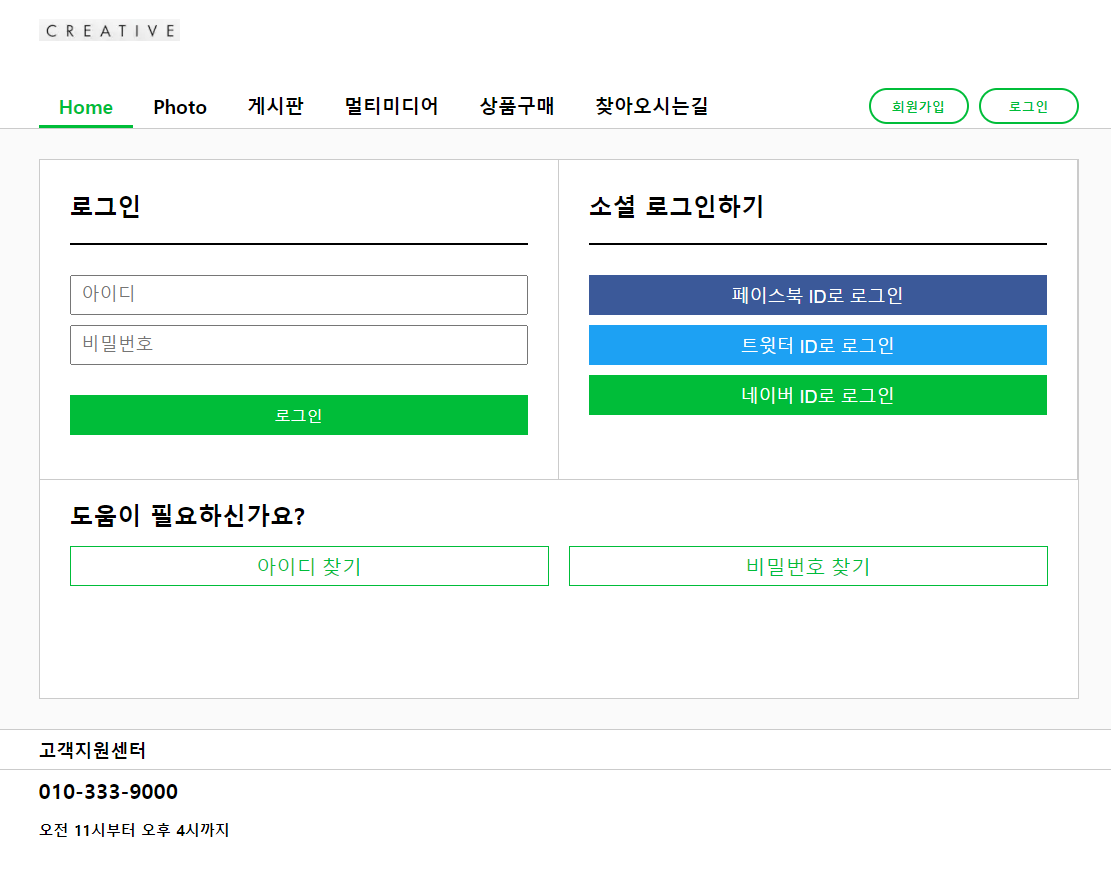 CREATIVE
Home Photo 게시판 멀티미디어 상품구매 찾아오시는길 회원가입 로그인
로그인
아이디
비밀번호
로그인
소셜 로그인하기
페이스북 ID로 로그인
트윗터 ID로 로그인
네이버 ID로 로그인
도움이 필요하신가요?
아이디 찾기 비밀번호 찾기
고객지원센터
010-333-9000
오전 11시부터 오후 4시까지